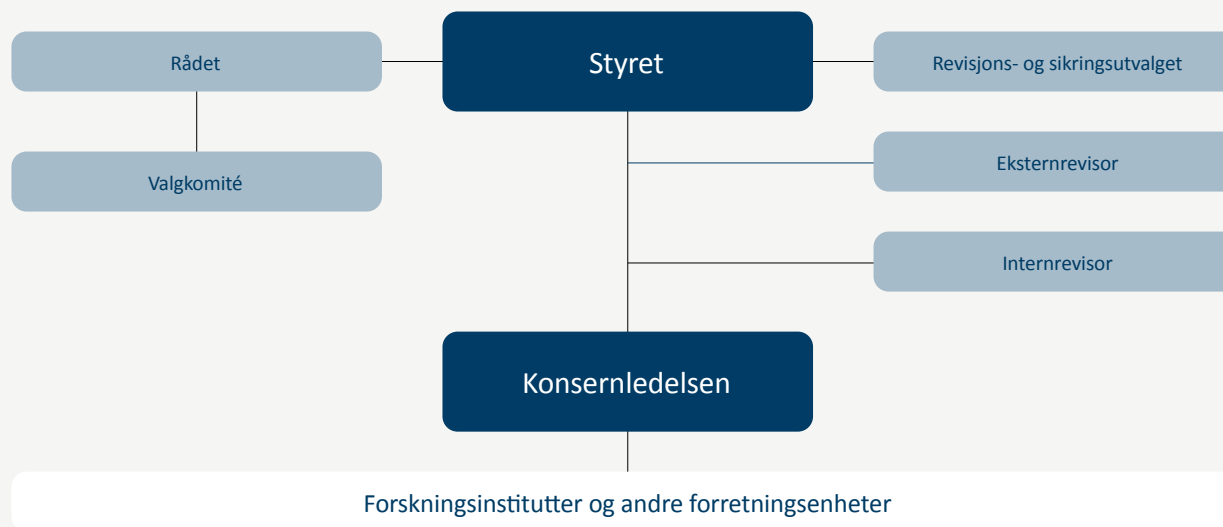 Rådet
Styret
Revisjons- og sikringsutvalget
Valgkomité
Eksternrevisor
Internrevisor
Konsernledelsen
Forskningsinstitutter og andre forretningsenheter